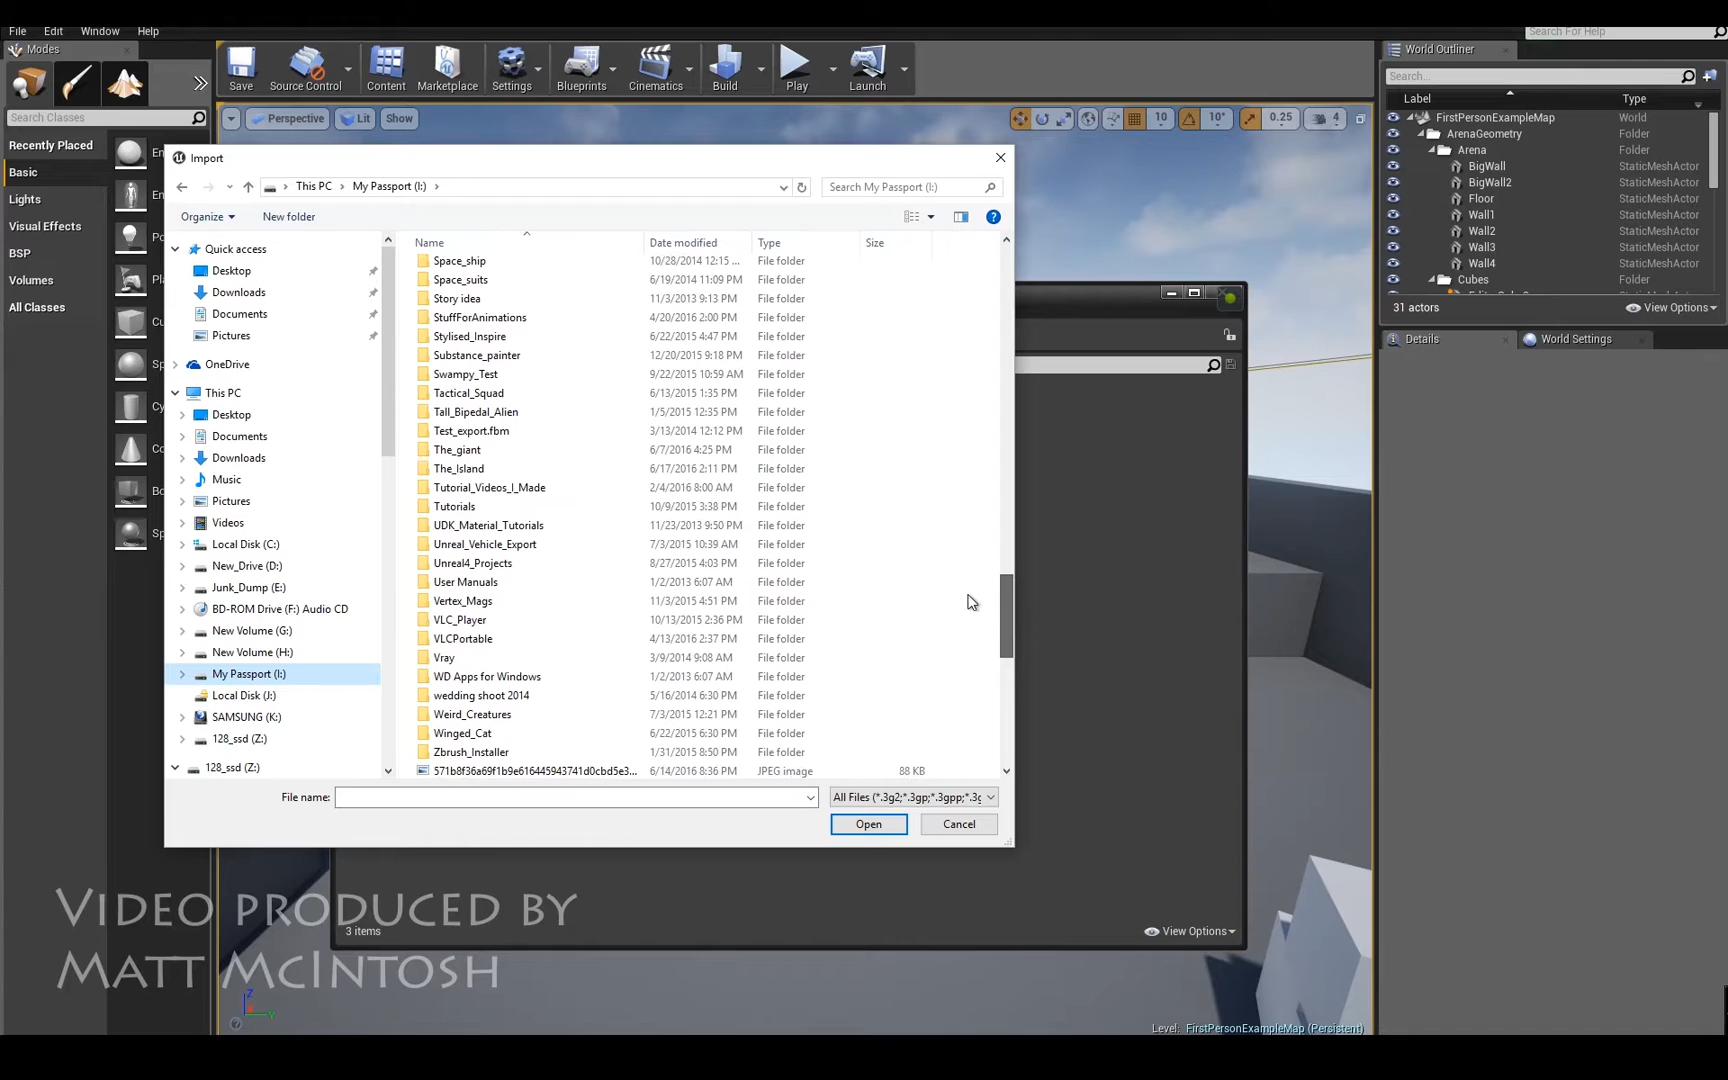 File Edit Window Help
Search For Help
Modes
World Outliner
Save Source Control Content Marketplace Settings Blueprints Cinematics Build Play Launch
Search...
Label Type
Search Classes
Perspective Lit Show
10 10° 0.25 4
FirstPersonExampleMap World
ArenaGeometry Folder
Arena Folder
BigWall StaticMeshActor
BigWall2 StaticMeshActor
Floor StaticMeshActor
Wall1 StaticMeshActor
Wall2 StaticMeshActor
Wall3 StaticMeshActor
Wall4 StaticMeshActor
Cubes Folder
31 actors View Options
Details World Settings
Recently Placed
Basic
Lights
Visual Effects
BSP
Volumes
All Classes
Import
This PC My Passport (I:)
Search My Passport (I:)
Organize New folder
Quick access
Desktop
Downloads
Documents
Pictures
OneDrive
This PC
Desktop
Documents
Downloads
Music
Pictures
Videos
Local Disk (C:)
New_Drive (D:)
Junk_Dump (E:)
BD-ROM Drive (F:) Audio CD
New Volume (G:)
New Volume (H:)
My Passport (I:)
Local Disk (J:)
SAMSUNG (K:)
128_ssd (Z:)
128_ssd (Z:)
Name Date modified Type Size
Space_ship 10/28/2014 12:15 ... File folder
Space_suits 6/19/2014 11:09 PM File folder
Story idea 11/3/2013 9:13 PM File folder
StuffForAnimations 4/20/2016 2:00 PM File folder
Stylised_Inspire 6/22/2015 4:47 PM File folder
Substance_painter 12/20/2015 9:18 PM File folder
Swampy_Test 9/22/2015 10:59 AM File folder
Tactical_Squad 6/13/2015 1:35 PM File folder
Tall_Bipedal_Alien 1/5/2015 12:35 PM File folder
Test_export.fbm 3/13/2014 12:12 PM File folder
The_giant 6/7/2016 4:25 PM File folder
The_Island 6/17/2016 2:11 PM File folder
Tutorial_Videos_I_Made 2/4/2016 8:00 AM File folder
Tutorials 10/9/2015 3:38 PM File folder
UDK_Material_Tutorials 11/23/2013 9:50 PM File folder
Unreal_Vehicle_Export 7/3/2015 10:39 AM File folder
Unreal4_Projects 8/27/2015 4:03 PM File folder
User Manuals 1/2/2013 6:07 AM File folder
Vertex_Mags 11/3/2015 4:51 PM File folder
VLC_Player 10/13/2015 2:36 PM File folder
VLCPortable 4/13/2016 2:37 PM File folder
Vray 3/9/2014 9:08 AM File folder
WD Apps for Windows 1/2/2013 6:07 AM File folder
wedding shoot 2014 5/16/2014 6:30 PM File folder
Weird_Creatures 7/3/2015 12:21 PM File folder
Winged_Cat 6/22/2015 6:30 PM File folder
Zbrush_Installer 1/31/2015 8:50 PM File folder
571b8f36a69f1b9e616445943741d0cbd5e3... 6/14/2016 8:36 PM JPEG image 88 KB
File name:
All Files (*.3g2;*.3gp;*.3gpp;*.3g
Open Cancel
3 items View Options
VIDEO PRODUCED BY
MATT MCINTOSH
Level: FirstPersonExampleMap (Persistent)